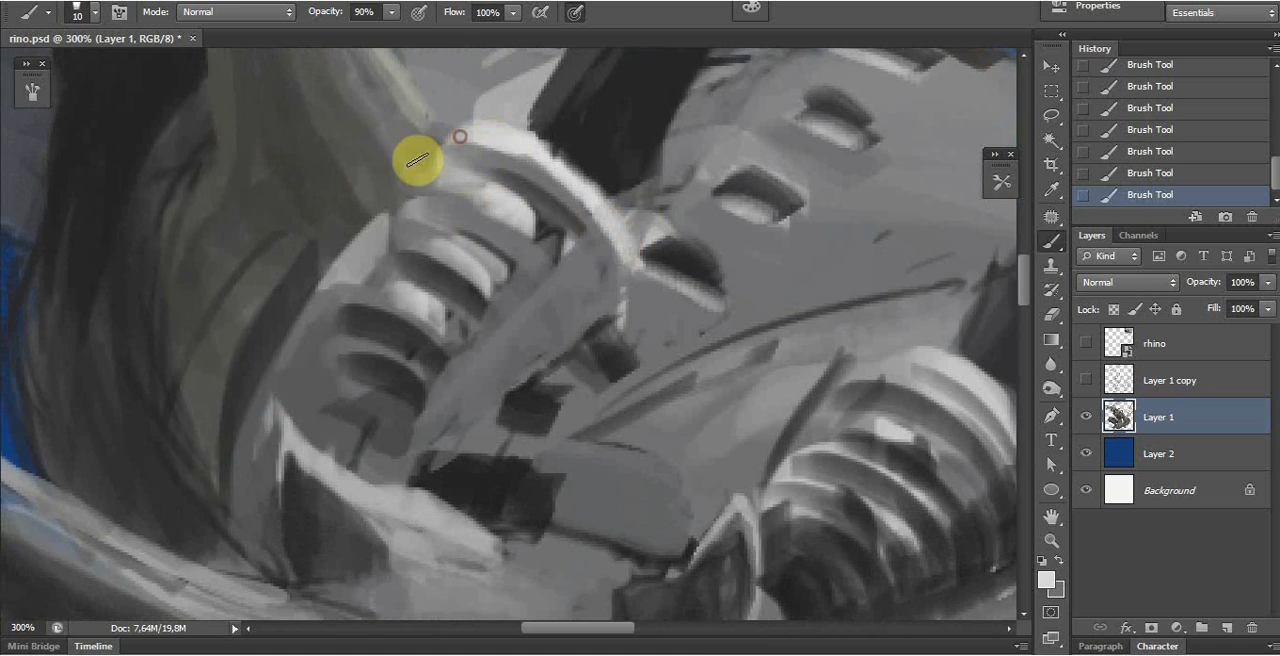 10 Mode: Normal Opacity: 90% Flow: 100% Properties Essentials
rino.psd @ 300% (Layer 1, RGB/8) * ×
History
Brush Tool
Brush Tool
Brush Tool
Brush Tool
Brush Tool
Brush Tool
Brush Tool
Layers Channels
Kind
Normal Opacity: 100%
Lock: Fill: 100%
rhino
Layer 1 copy
Layer 1
Layer 2
Background
300% Doc: 7,64M/19,8M
Mini Bridge Timeline Paragraph Character